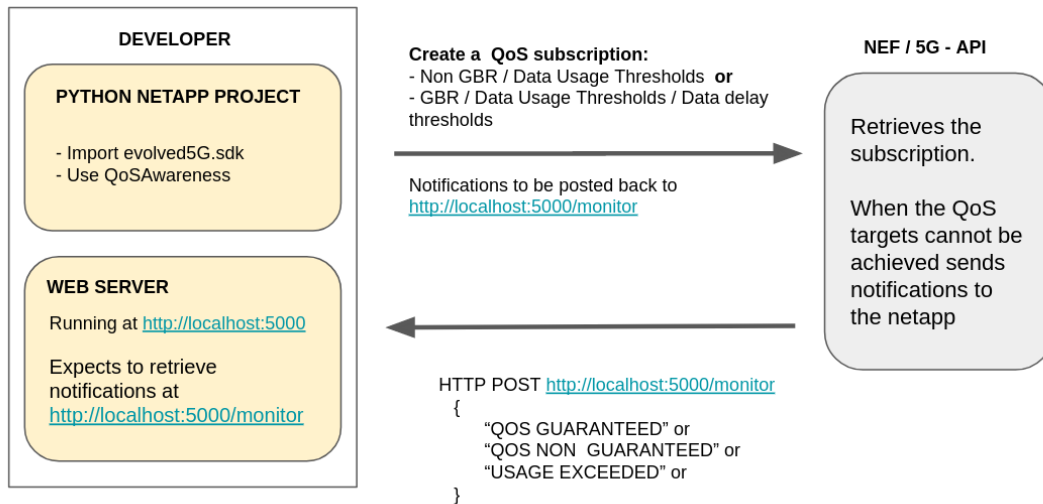 DEVELOPER
PYTHON NETAPP PROJECT
- Import evolved5G.sdk
- Use QoSAwareness
WEB SERVER
Running at http://localhost:5000
Expects to retrieve
notifications at
http://localhost:5000/monitor
Create a QoS subscription:
- Non GBR / Data Usage Thresholds or
- GBR / Data Usage Thresholds / Data delay
thresholds
Notifications to be posted back to
http://localhost:5000/monitor
HTTP POST http://localhost:5000/monitor
{
“QOS GUARANTEED” or
“QOS NON GUARANTEED” or
“USAGE EXCEEDED” or
}
NEF / 5G - API
Retrieves the
subscription.
When the QoS
targets cannot be
achieved sends
notifications to
the netapp